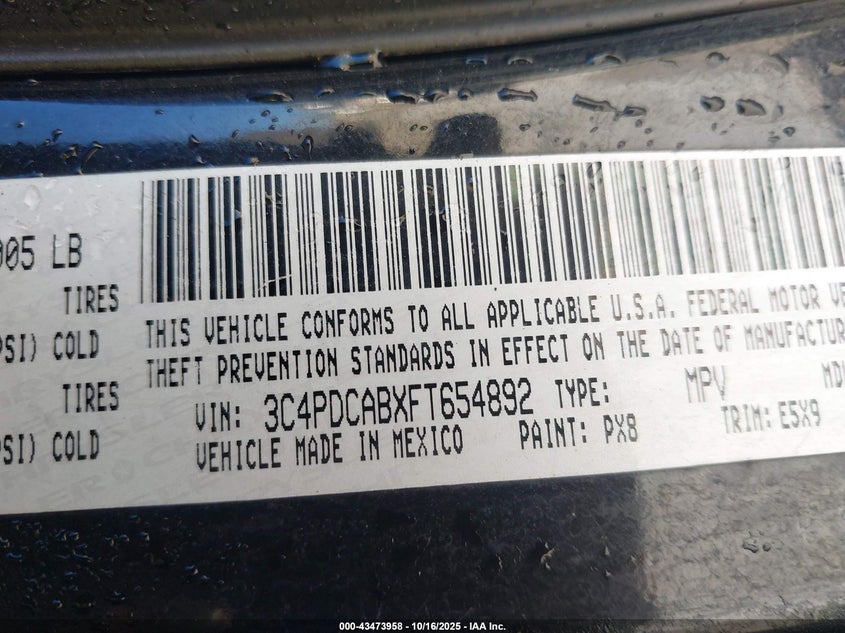 005 LB
TIRES
PSI) COLD
TIRES
PSI) COLD
THIS VEHICLE CONFORMS TO ALL APPLICABLE U.S.A. FEDERAL MOTOR VE
THEFT PREVENTION STANDARDS IN EFFECT ON THE DATE OF MANUFACTUR
VIN: 3C4PDCABXFT654892 TYPE: MPV MDH
VEHICLE MADE IN MEXICO PAINT: PX8 TRIM: E5X9
000-43473958 - 10/16/2025 - IAA Inc.